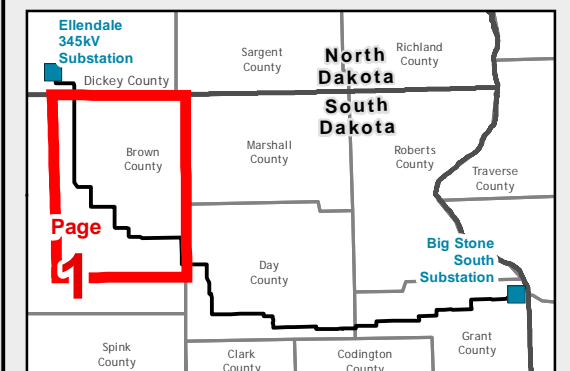 Ellendale
345kV
Substation
Dickey County
Sargent
County
North
Dakota
Richland
County
South
Dakota
Brown
County
Marshall
County
Roberts
County
Traverse
County
Page
1
Day
County
Big Stone
South
Substation
Spink
County
Clark
County
Codington
County
Grant
County